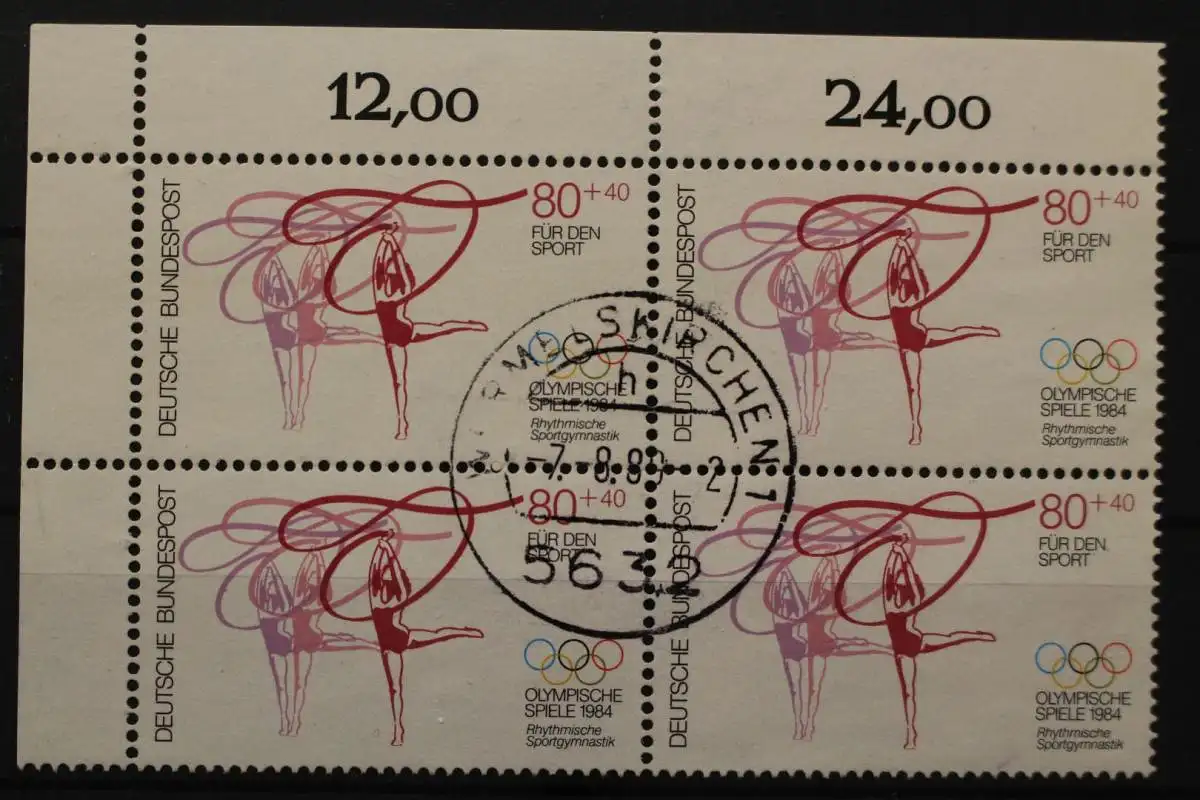 12,00
24,00
DEUTSCHE BUNDESPOST
80+40
FÜR DEN
SPORT
OLYMPISCHE
SPIELE 1984
Rhythmische
Sportgymnastik
DEUTSCHE BUNDESPOST
80+40
FÜR DEN
SPORT
OLYMPISCHE
SPIELE 1984
Rhythmische
Sportgymnastik
WERMELSKIRCHEN 1
h
5632
DEUTSCHE BUNDESPOST
80+40
FÜR DEN
SPORT
OLYMPISCHE
SPIELE 1984
Rhythmische
Sportgymnastik
DEUTSCHE BUNDESPOST
80+40
FÜR DEN
SPORT
OLYMPISCHE
SPIELE 1984
Rhythmische
Sportgymnastik